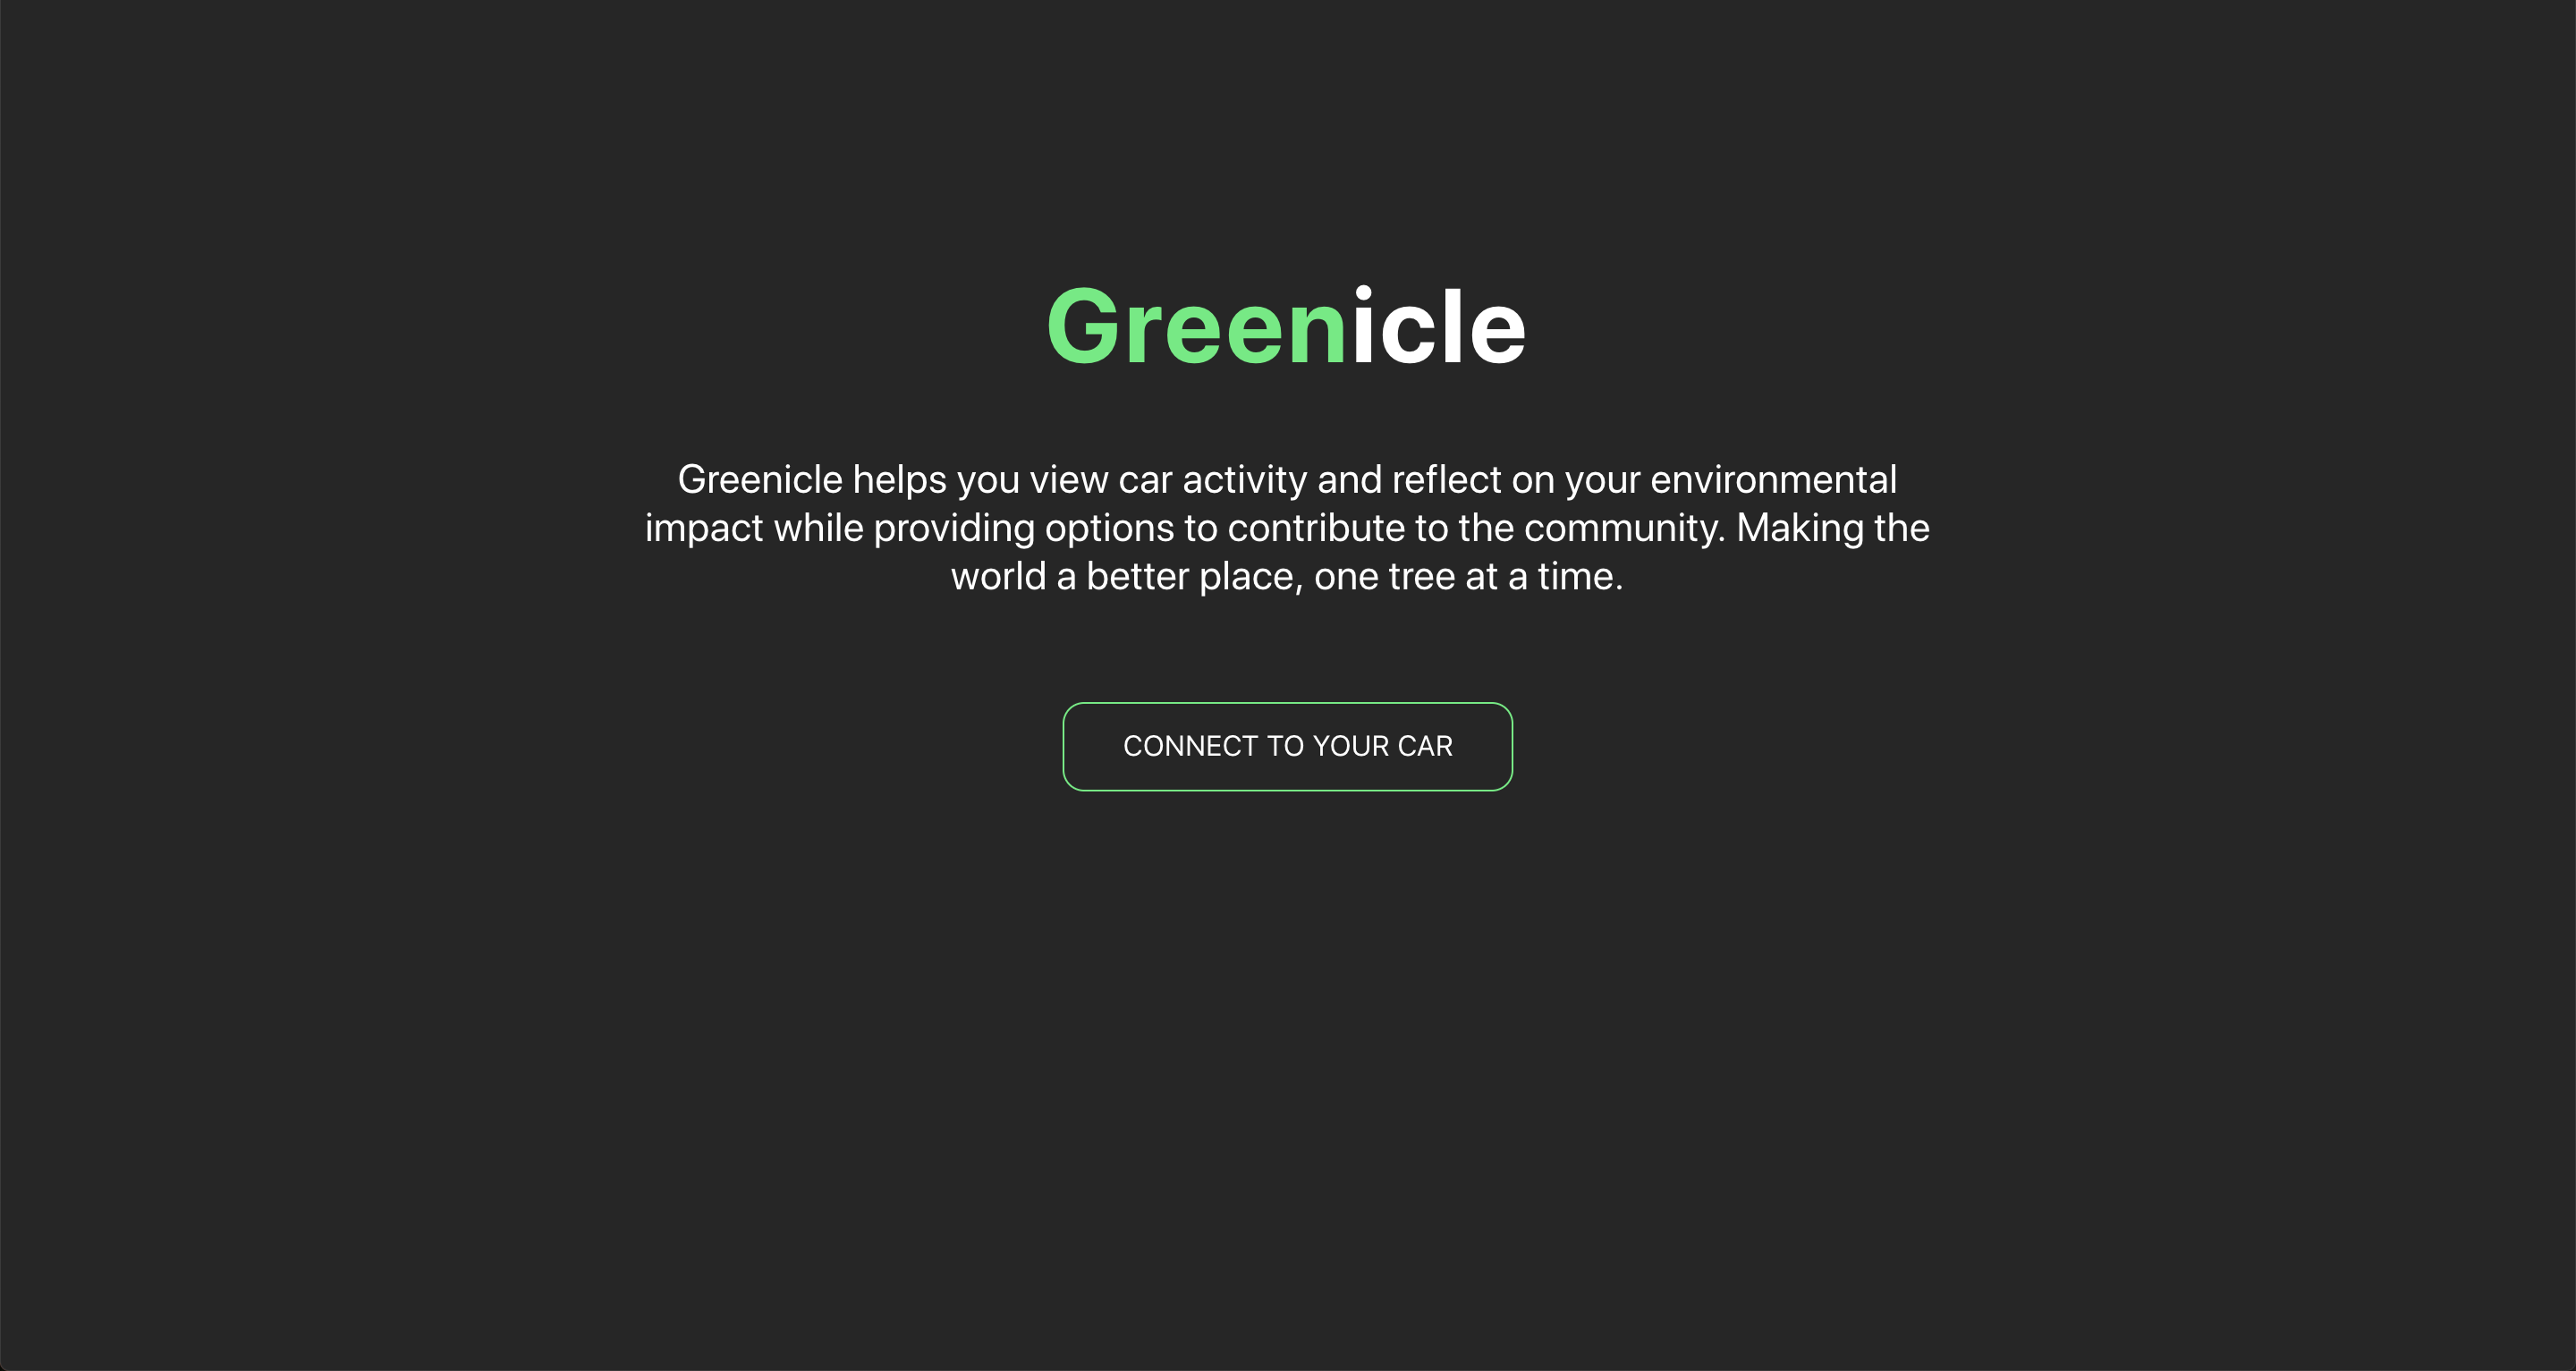 Greenicle
Greenicle helps you view car activity and reflect on your environmental
impact while providing options to contribute to the community. Making the
world a better place, one tree at a time.
CONNECT TO YOUR CAR